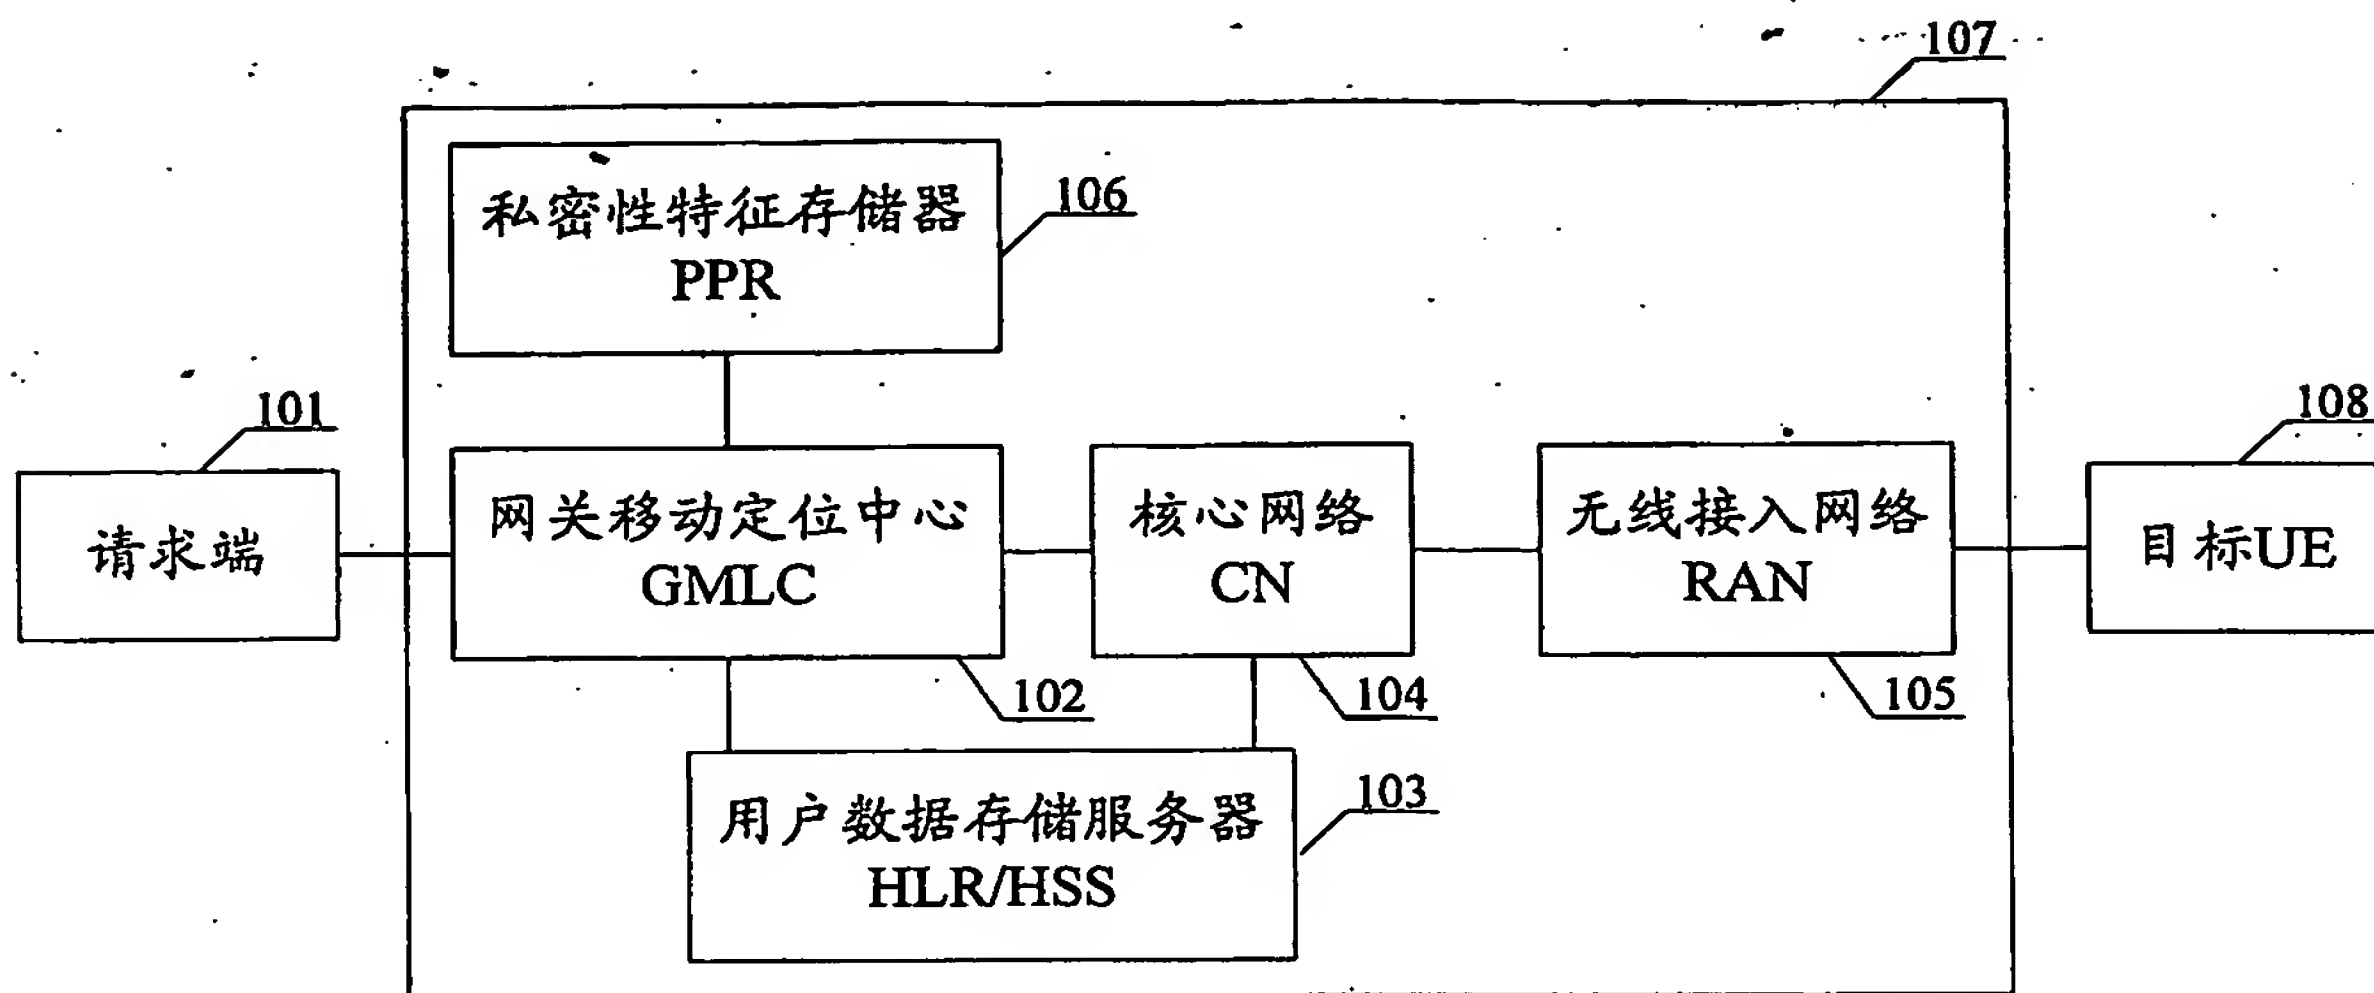 107
私密性特征存储器
PPR
106
101
108
请求端
网关移动定位中心
GMLC
核心网络
CN
无线接入网络
RAN
目标UE
102
104
105
用户数据存储服务器
HLR/HSS
103